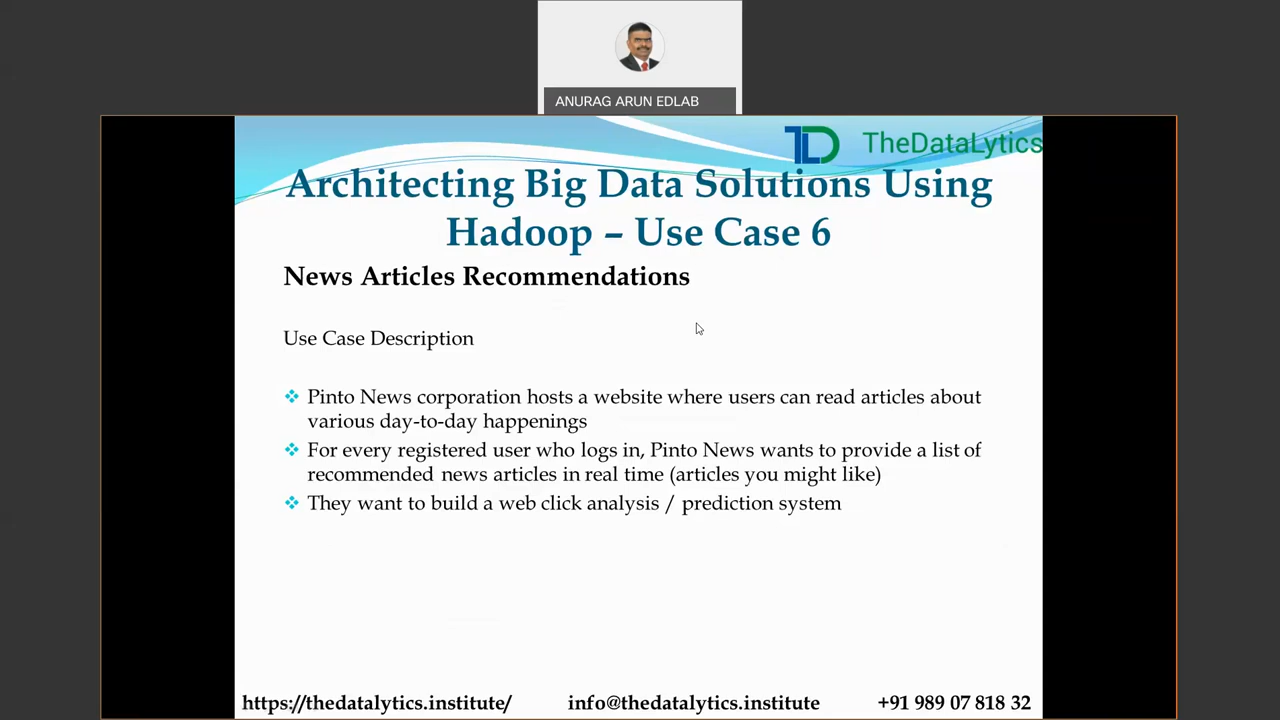 ANURAG ARUN EDLAB
TD TheDataLytics
Architecting Big Data Solutions Using
Hadoop – Use Case 6
News Articles Recommendations
Use Case Description
❖ Pinto News corporation hosts a website where users can read articles about
various day-to-day happenings
❖ For every registered user who logs in, Pinto News wants to provide a list of
recommended news articles in real time (articles you might like)
❖ They want to build a web click analysis / prediction system
https://thedatalytics.institute/ info@thedatalytics.institute +91 989 07 818 32